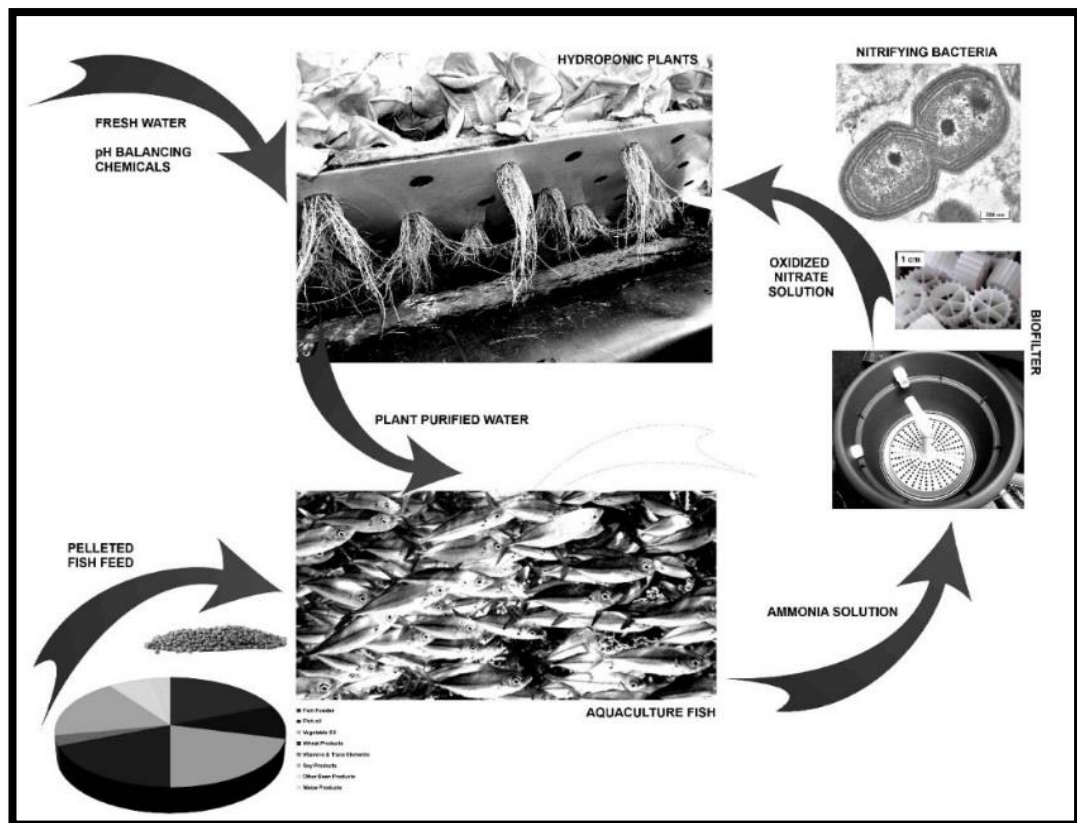 HYDROPONIC PLANTS
NITRIFYING BACTERIA
FRESH WATER
pH BALANCING
CHEMICALS
OXIDIZED
NITRATE
SOLUTION
1 cm
BIOFILTER
PLANT PURIFIED WATER
PELLETED
FISH FEED
AMMONIA SOLUTION
AQUACULTURE FISH
Fish Powder
Fish oil
Vegetable Oil
Wheat Products
Vitamins & Trace Elements
Soy Products
Other Bean Products
Maize Products